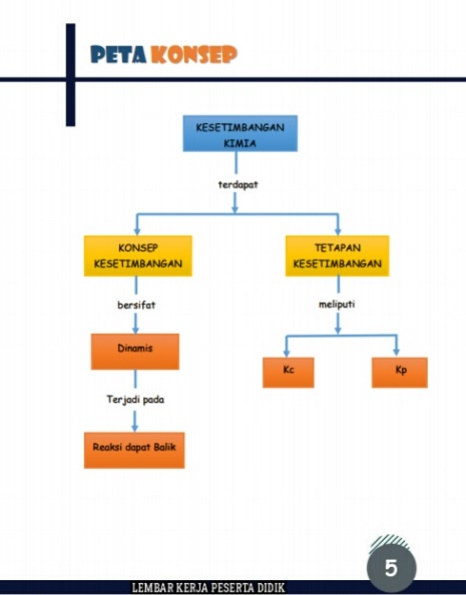 PETA KONSEP
KESETIMBANGAN
KIMIA
terdapat
KONSEP
KESETIMBANGAN
TETAPAN
KESETIMBANGAN
bersifat
meliputi
Dinamis
Kc
Kp
Terjadi pada
Reaksi dapat Balik
5
LEMBAR KERJA PESERTA DIDIK